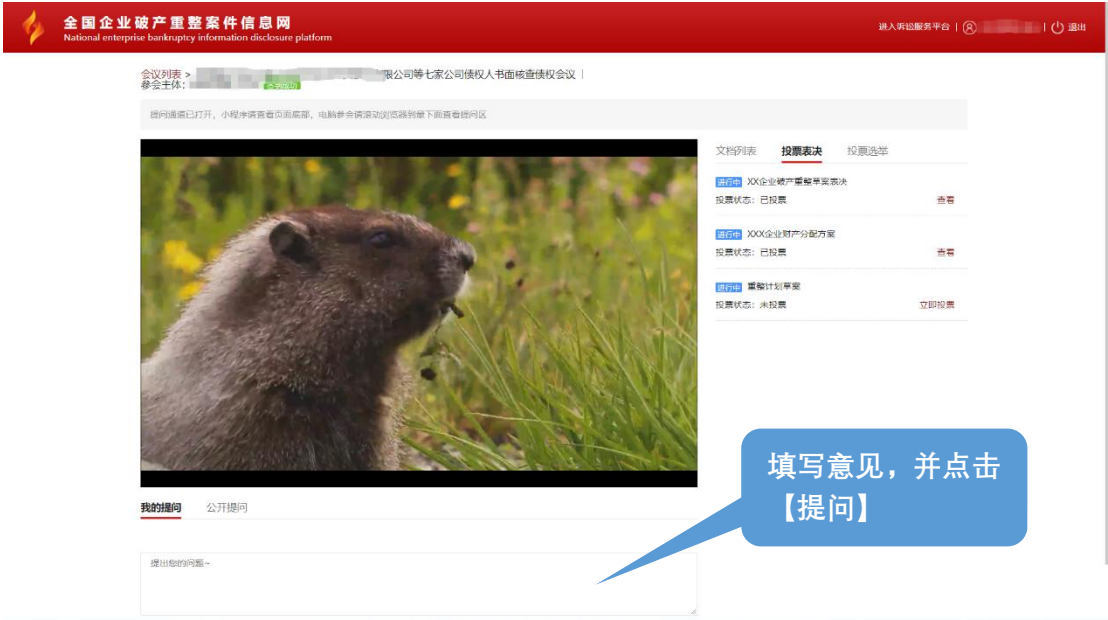 全国企业破产重整案件信息网
National enterprise bankruptcy information disclosure platform
进入诉讼服务平台 | | 退出
会议列表 > 限公司等七家公司债权人书面核查债权会议 |
参会主体:
提问通道已打开，小程序请查看页面底部，电脑参会请滚动浏览器到最下面查看提问区
文档列表 投票表决 投票选举
进行中 XX企业破产重整草案表决
投票状态：已投票 查看
进行中 XXX企业财产分配方案
投票状态：已投票 查看
进行中 重整计划草案
投票状态：未投票 立即投票
填写意见，并点击
【提问】
我的提问 公开提问
提出您的问题~